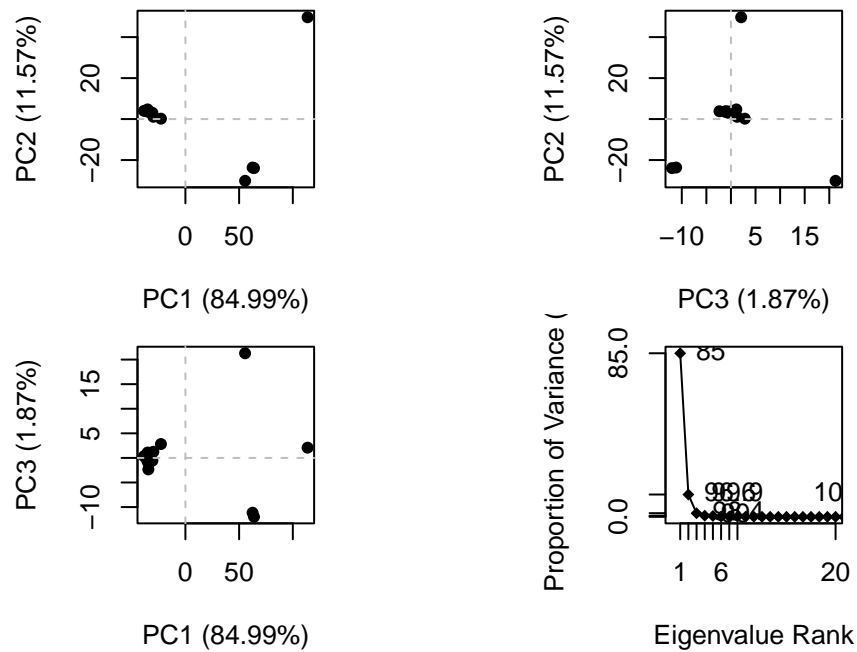 PC2 (11.57%)
20
−20
0
50
PC1 (84.99%)
PC2 (11.57%)
20
−20
−10
5
15
PC3 (1.87%)
PC3 (1.87%)
15
5
−10
0
50
PC1 (84.99%)
Proportion of Variance (
85.0
0.0
85
10
1
6
20
Eigenvalue Rank